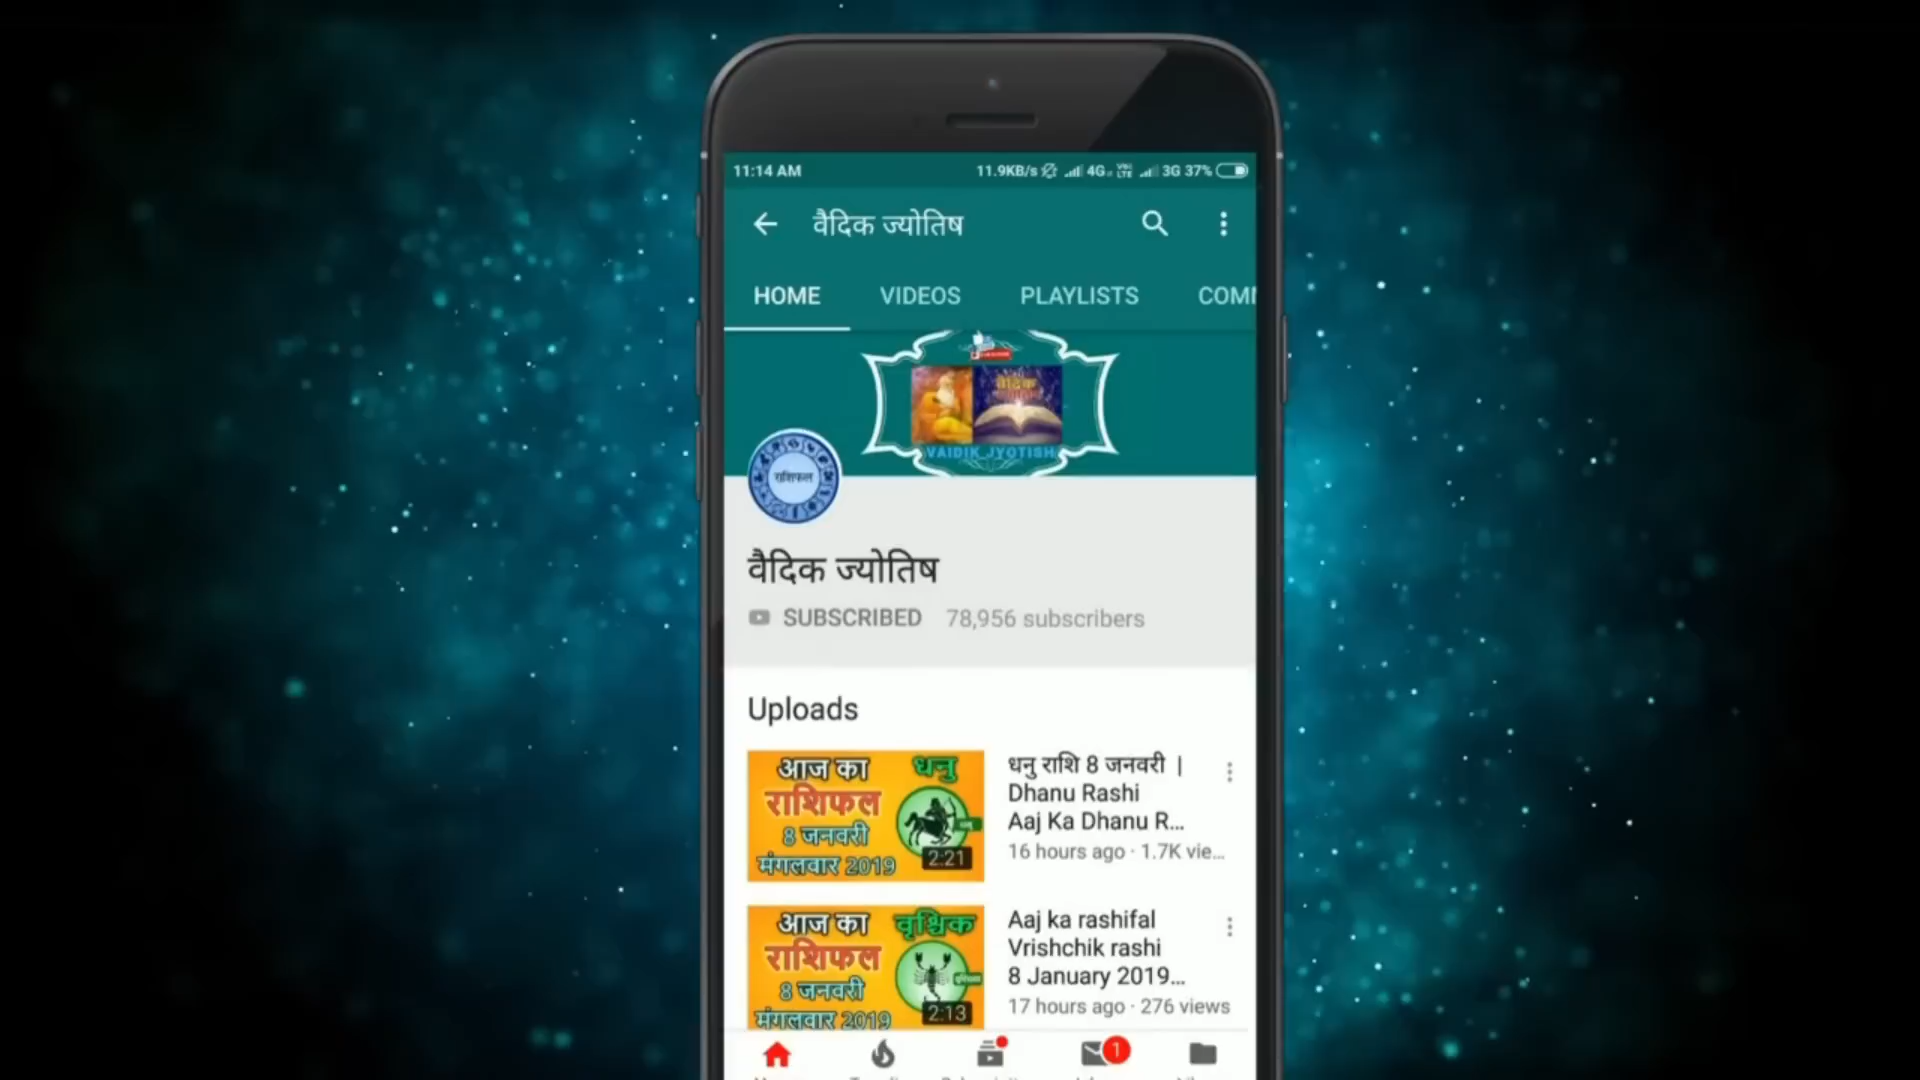 11:14 AM 11.9KB/s 4G VoLTE 3G 37%
वैदिक ज्योतिष
HOME VIDEOS PLAYLISTS COMM
वैदिक
VAIDIK JYOTISH
राशिफल
वैदिक ज्योतिष
SUBSCRIBED 78,956 subscribers
Uploads
आज का धनु
राशिफल
8 जनवरी
मंगलवार 2019
2:21
धनु राशि 8 जनवरी |
Dhanu Rashi
Aaj Ka Dhanu R...
16 hours ago · 1.7K vie...
आज का वृश्चिक
राशिफल
8 जनवरी
मंगलवार 2019
2:13
Aaj ka rashifal
Vrishchik rashi
8 January 2019...
17 hours ago · 276 views
1